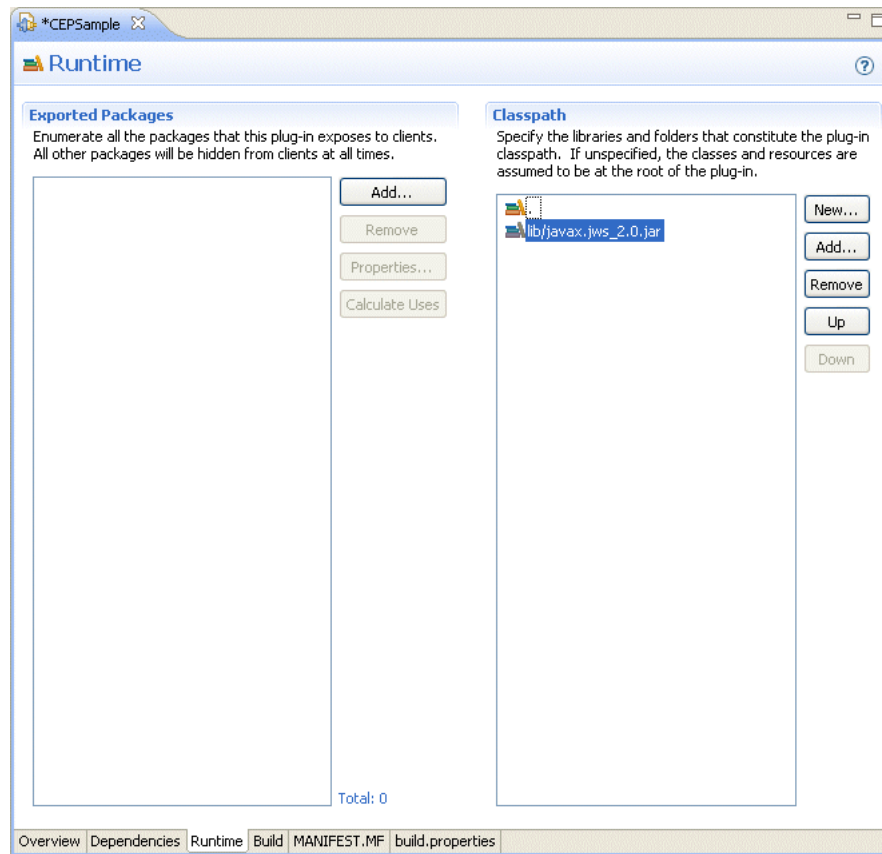 *CEPSample
Runtime
Exported Packages
Enumerate all the packages that this plug-in exposes to clients.
All other packages will be hidden from clients at all times.
Add...
Remove
Properties...
Calculate Uses
Total: 0
Classpath
Specify the libraries and folders that constitute the plug-in
classpath. If unspecified, the classes and resources are
assumed to be at the root of the plug-in.
.
lib/javax.jws_2.0.jar
New...
Add...
Remove
Up
Down
Overview Dependencies Runtime Build MANIFEST.MF build.properties